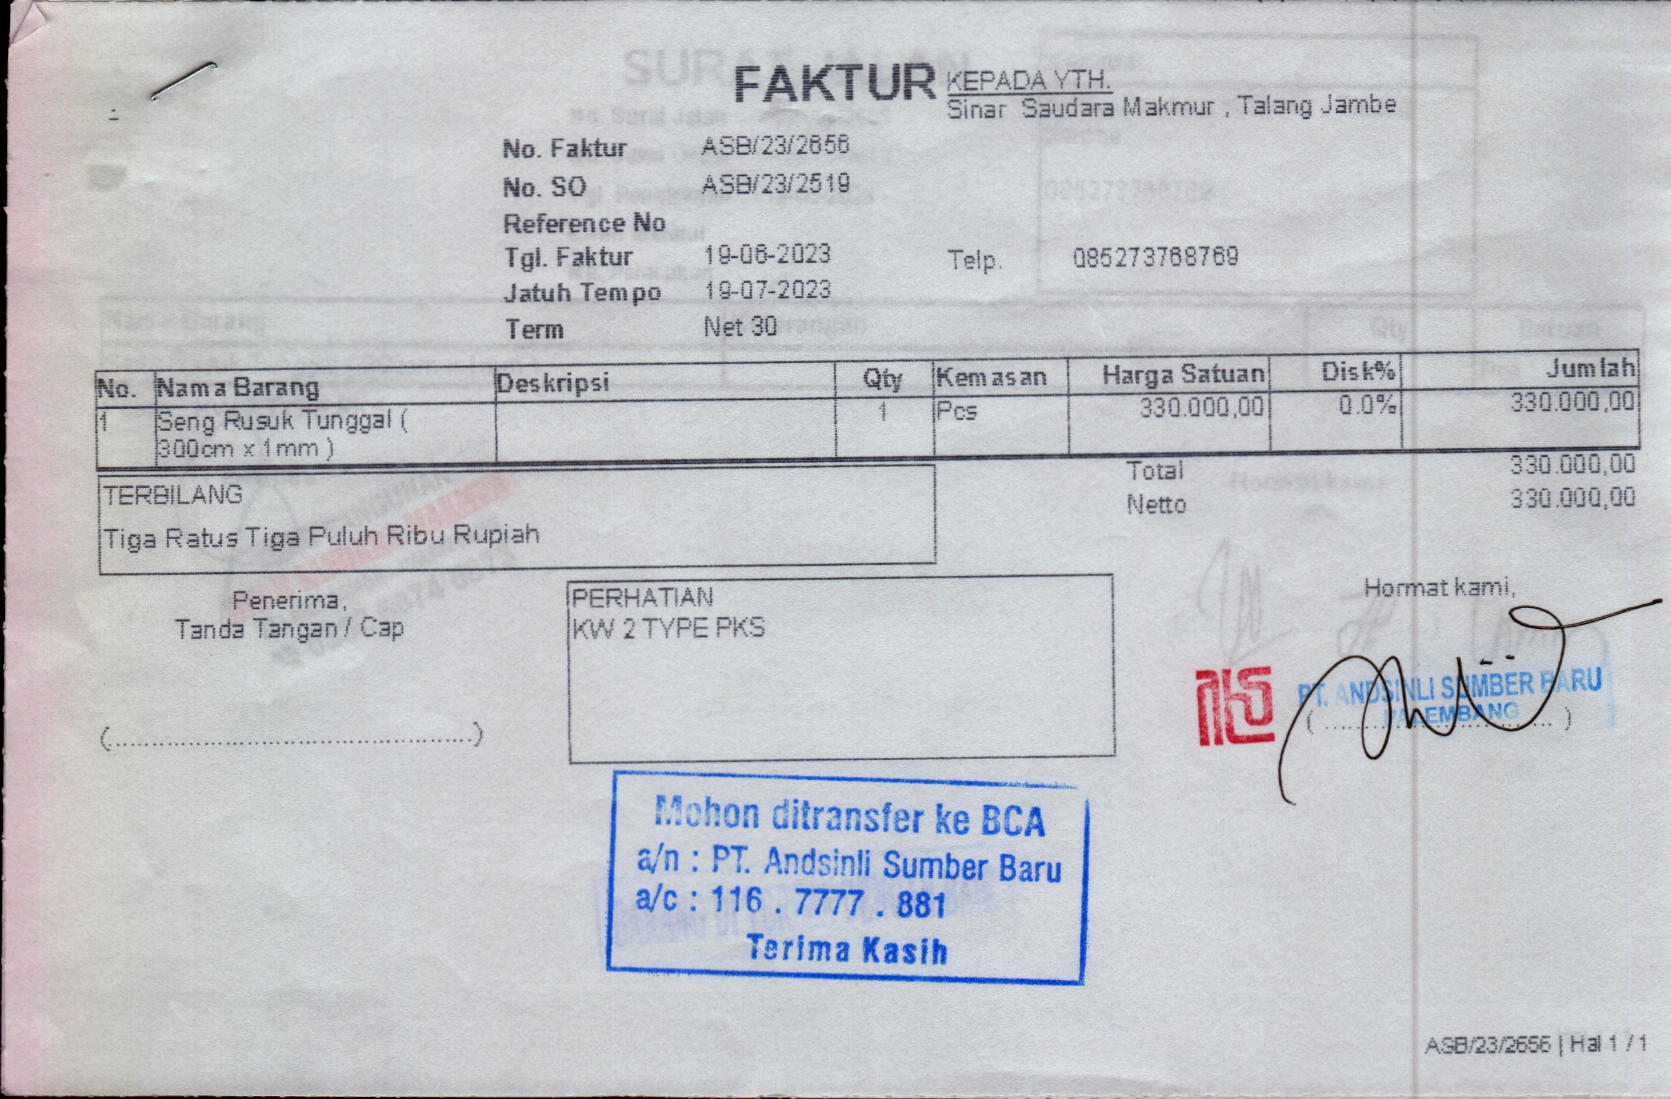 FAKTUR
KEPADA YTH.
Sinar Saudara Makmur , Talang Jambe
No. Faktur ASB/23/2656
No. SO ASB/23/2519
Reference No
Tgl. Faktur 19-06-2023
Telp. 085273768769
Jatuh Tempo 19-07-2023
Term Net 30
No. Nama Barang Deskripsi Qty Kemasan Harga Satuan Disk% Jumlah
1 Seng Rusuk Tunggal ( 1 Pcs 330.000,00 0.0% 330.000,00
300cm x 1mm )
Total 330.000,00
Netto 330.000,00
TERBILANG
Tiga Ratus Tiga Puluh Ribu Rupiah
Penerima,
Tanda Tangan / Cap
(................................................)
PERHATIAN
KW 2 TYPE PKS
Hormat kami,
PT. ANDSINLI SUMBER BARU
PALEMBANG
Mohon ditransfer ke BCA
a/n : PT. Andsinli Sumber Baru
a/c : 116 . 7777 . 881
Terima Kasih
ASB/23/2656 | Hal 1 / 1